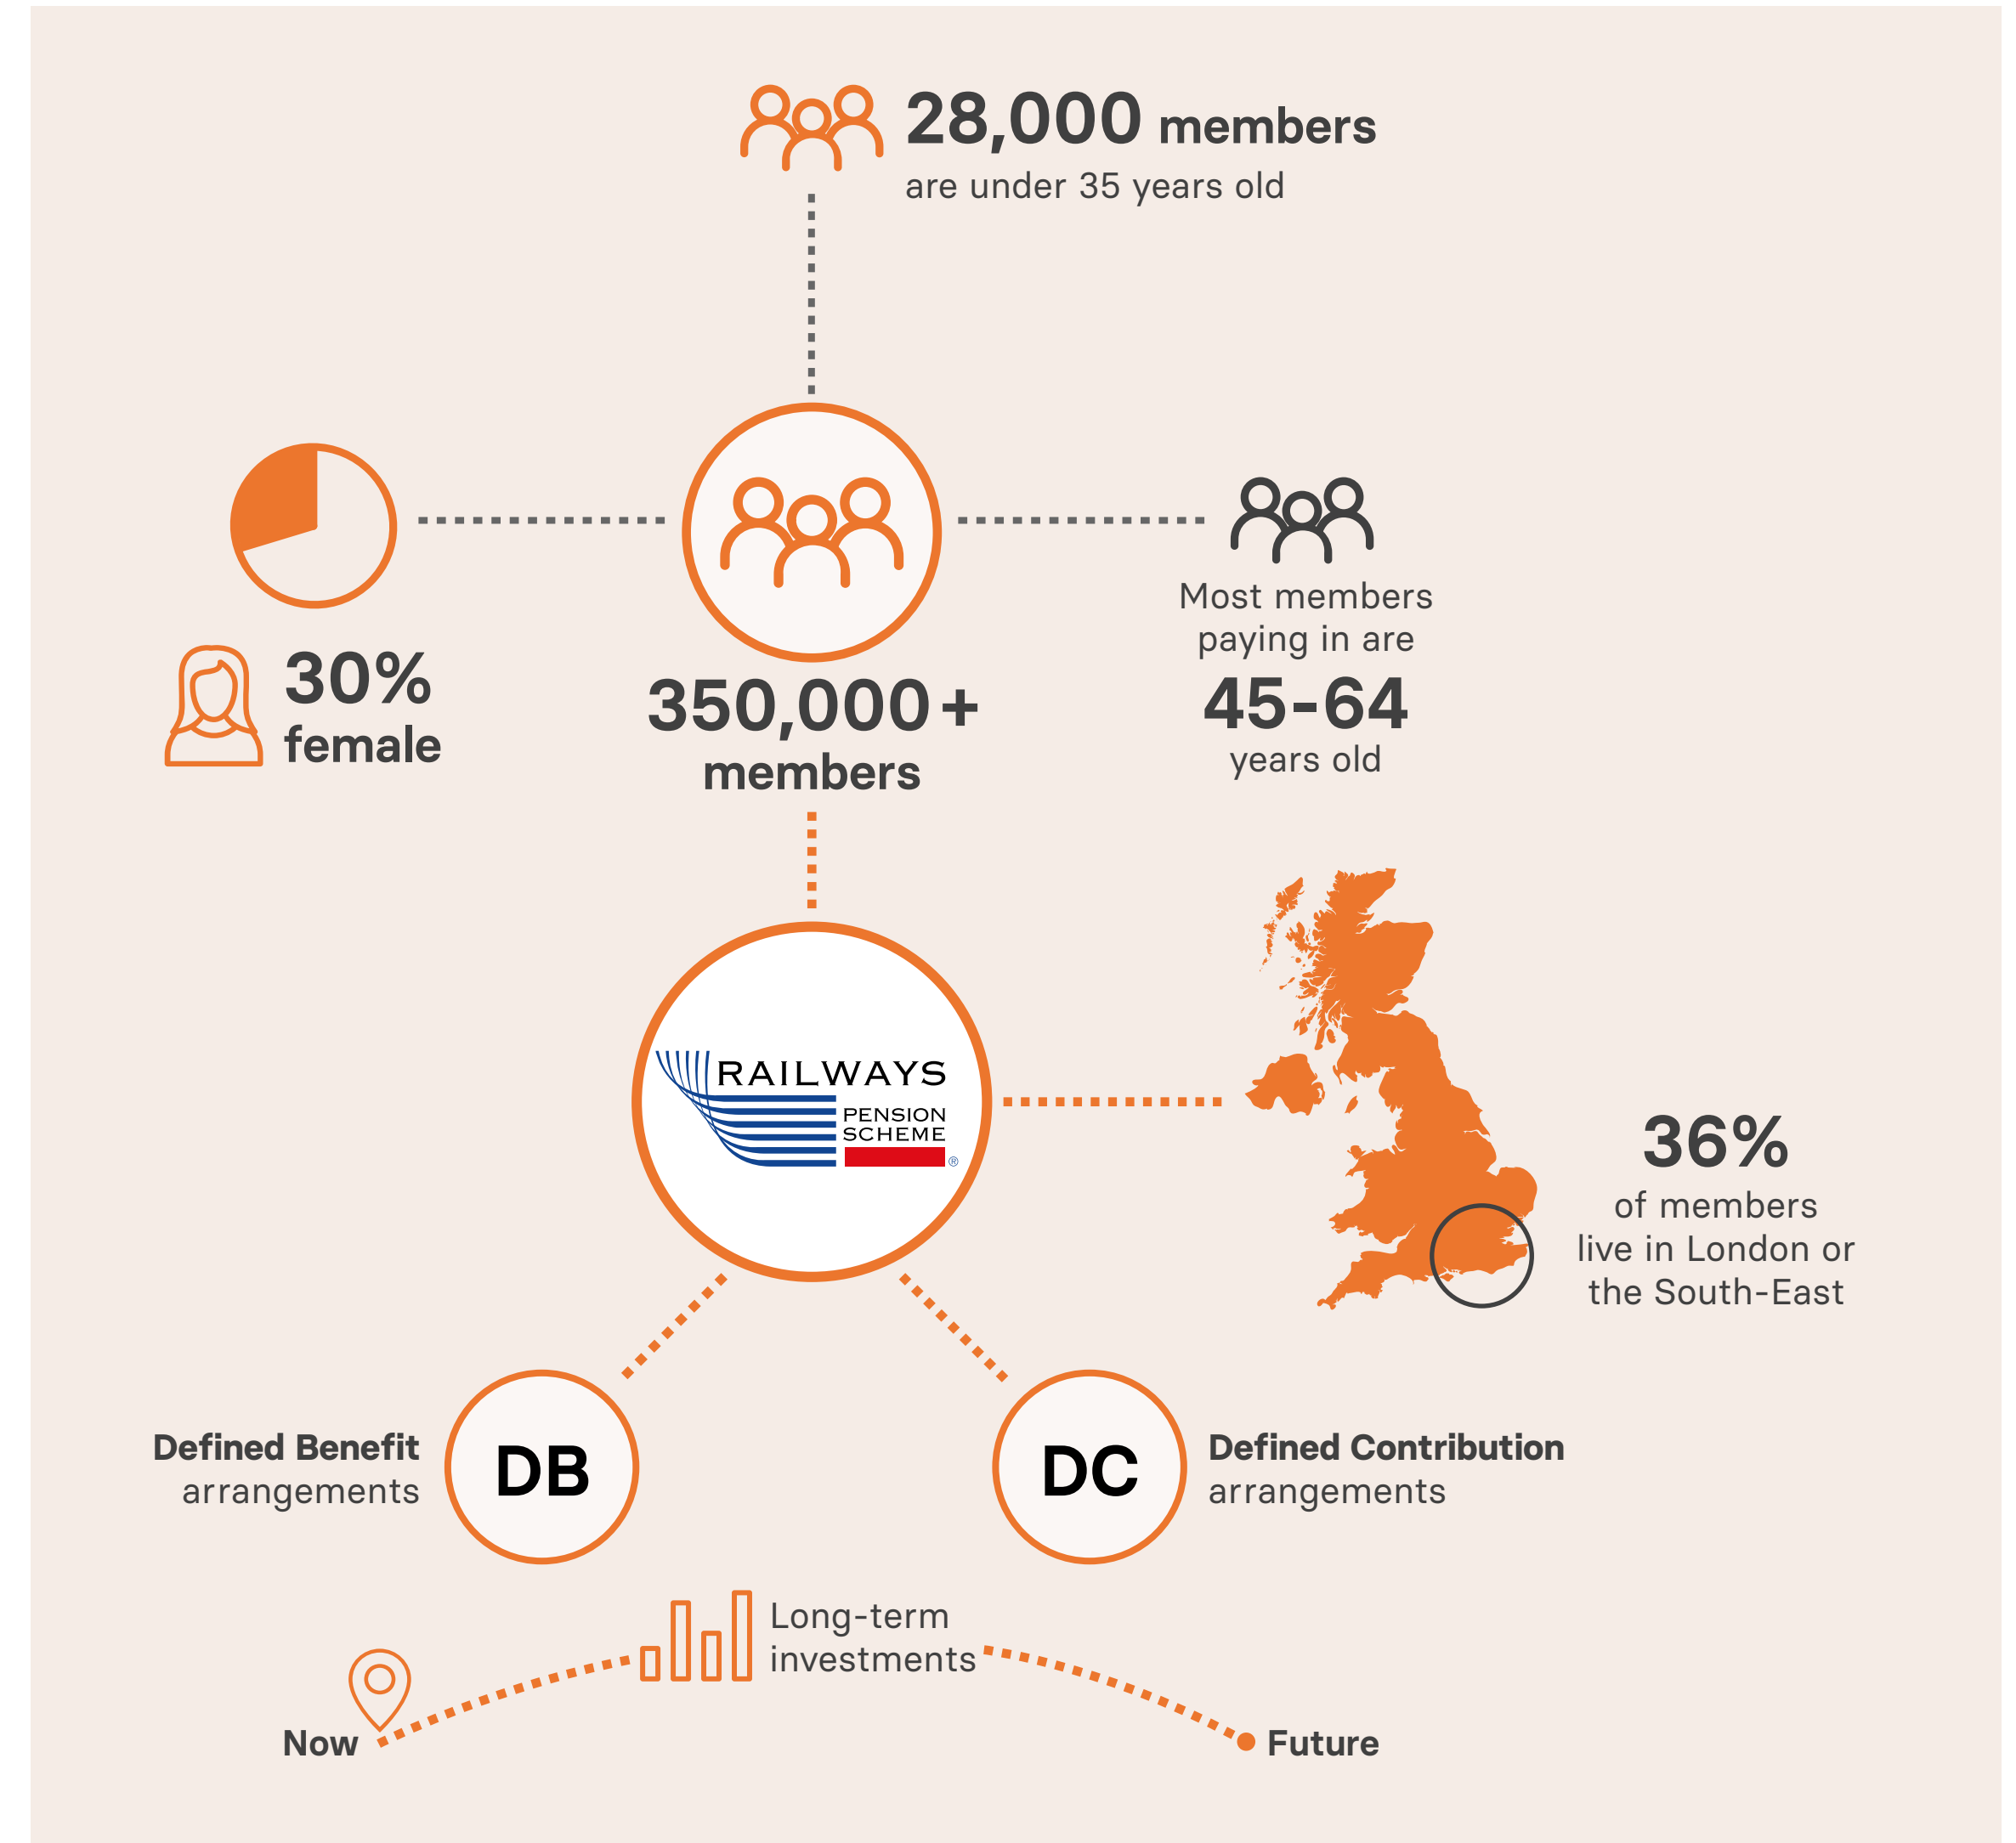 28,000 members
are under 35 years old
30%
female
350,000+
members
Most members
paying in are
45-64
years old
RAILWAYS
PENSION
SCHEME
®
36%
of members
live in London or
the South-East
Defined Benefit
arrangements
DB
DC
Defined Contribution
arrangements
Long-term
investments
Now
Future